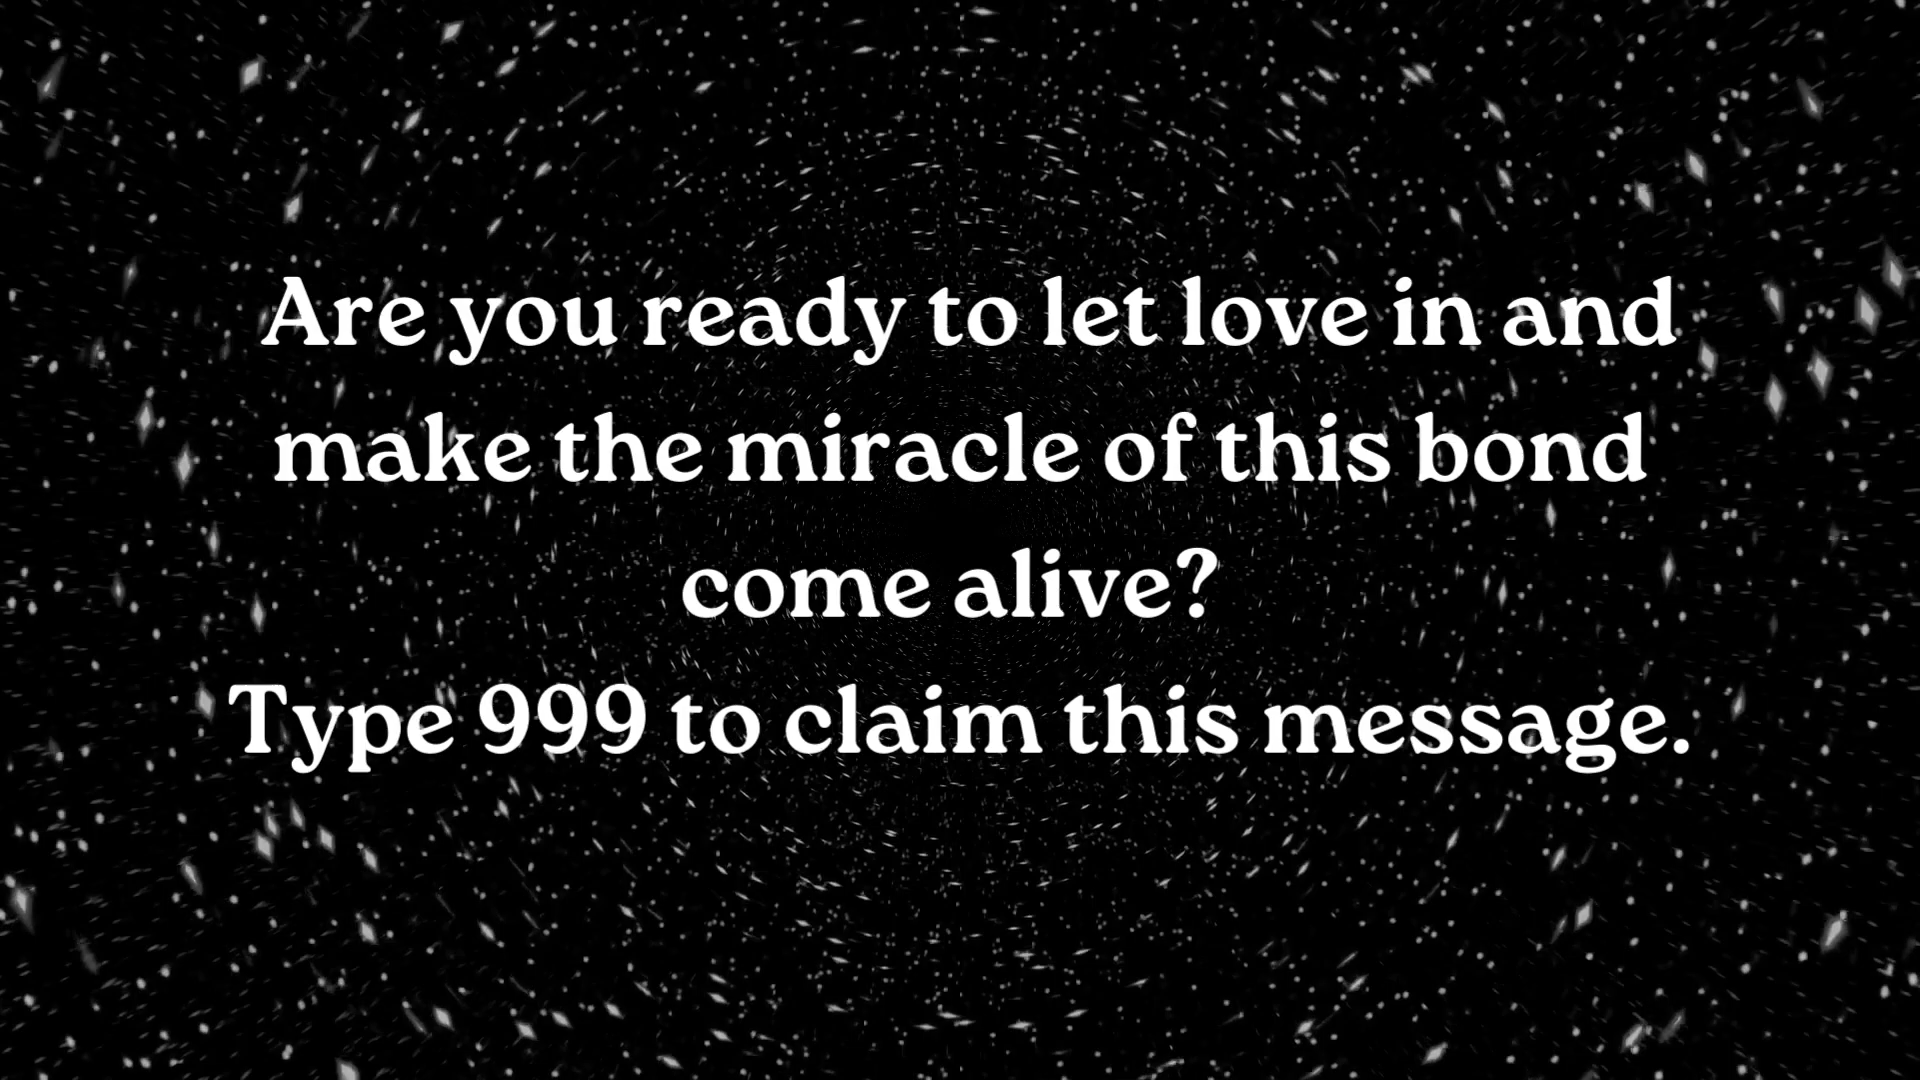 Are you ready to let love in and
make the miracle of this bond
come alive?
Type 999 to claim this message.